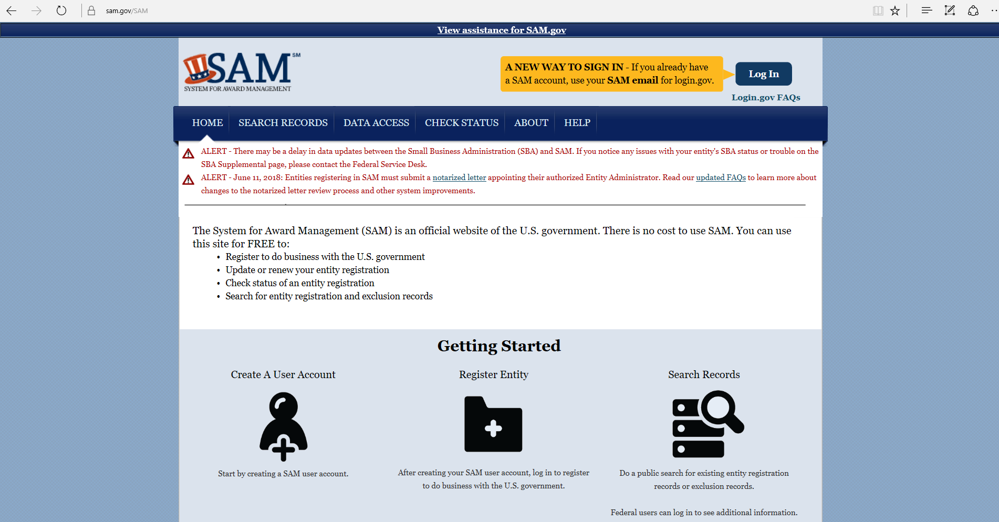 sam.gov/SAM
View assistance for SAM.gov
SAM SM
SYSTEM FOR AWARD MANAGEMENT
A NEW WAY TO SIGN IN - If you already have
a SAM account, use your SAM email for login.gov.
Log In
Login.gov FAQs
HOME SEARCH RECORDS DATA ACCESS CHECK STATUS ABOUT HELP
ALERT - There may be a delay in data updates between the Small Business Administration (SBA) and SAM. If you notice any issues with your entity's SBA status or trouble on the
SBA Supplemental page, please contact the Federal Service Desk.
ALERT - June 11, 2018: Entities registering in SAM must submit a notarized letter appointing their authorized Entity Administrator. Read our updated FAQs to learn more about
changes to the notarized letter review process and other system improvements.
The System for Award Management (SAM) is an official website of the U.S. government. There is no cost to use SAM. You can use
this site for FREE to:
• Register to do business with the U.S. government
• Update or renew your entity registration
• Check status of an entity registration
• Search for entity registration and exclusion records
Getting Started
Create A User Account
Start by creating a SAM user account.
Register Entity
After creating your SAM user account, log in to register
to do business with the U.S. government.
Search Records
Do a public search for existing entity registration
records or exclusion records.
Federal users can log in to see additional information.